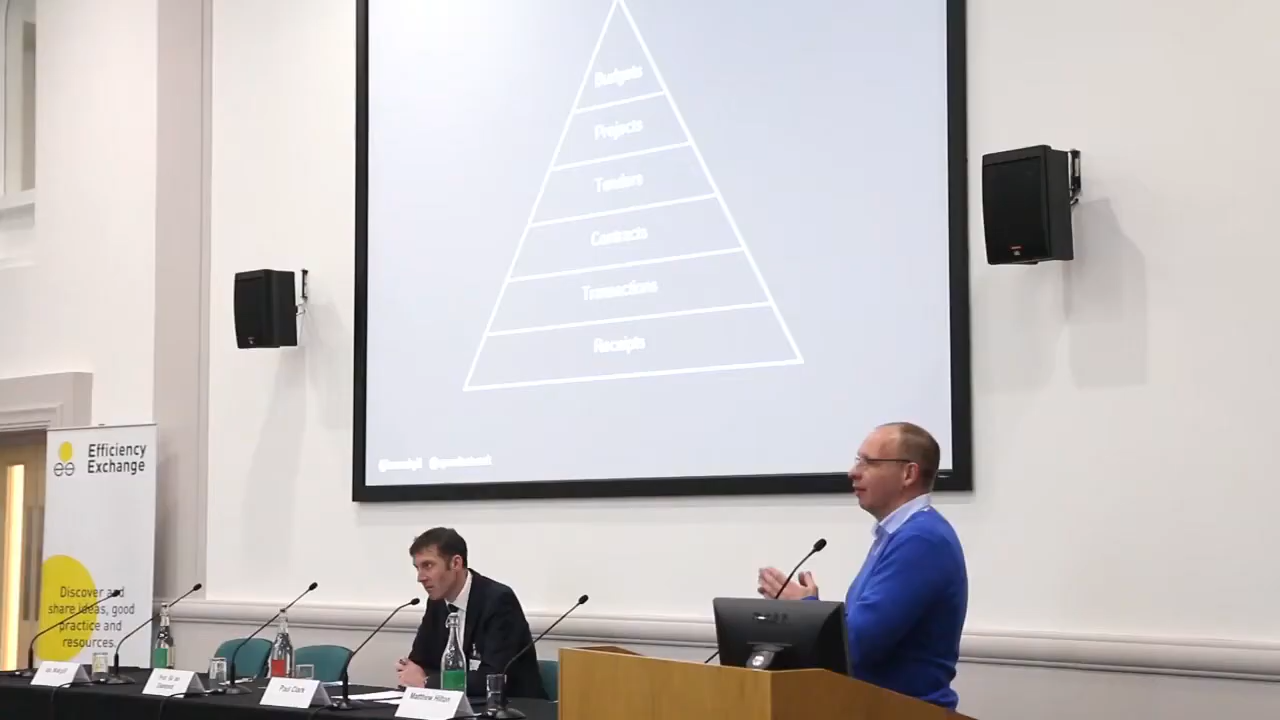 Budgets
Projects
Tenders
Contracts
Transactions
Receipts
Efficiency
Exchange
Discover and
share ideas, good
practice and
resources.
Paul Clark
Matthew Hilton